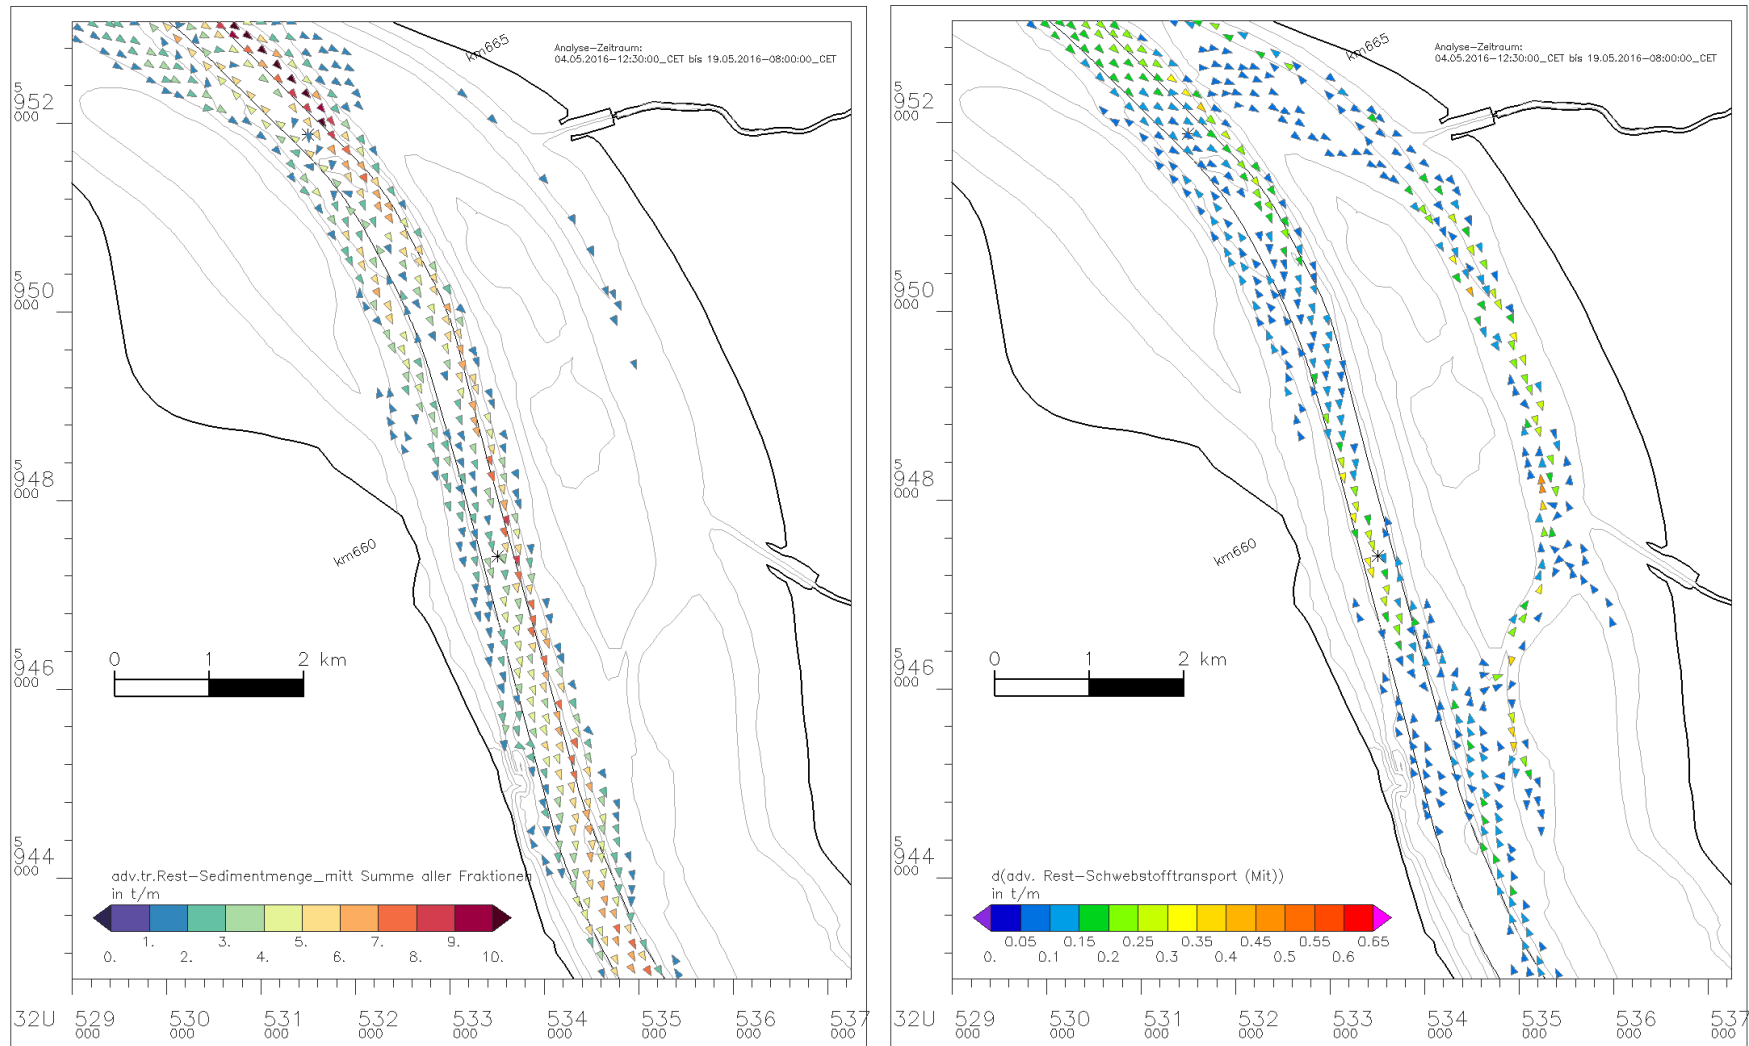 km665
Analyse-Zeitraum:
04.05.2016-12:30:00_CET bis 19.05.2016-08:00:00_CET
5
952
000
5
950
000
5
948
000
km660
5
946
000
0 1 2 km
5
944
000
adv.tr.Rest-Sedimentmenge_mitt Summe aller Fraktionen
in t/m
1. 3. 5. 7. 9.
0. 2. 4. 6. 8. 10.
32U 529 530 531 532 533 534 535 536 537
000 000 000 000 000 000 000 000 000
km665
Analyse-Zeitraum:
04.05.2016-12:30:00_CET bis 19.05.2016-08:00:00_CET
5
952
000
5
950
000
5
948
000
km660
5
946
000
0 1 2 km
5
944
000
d(adv. Rest-Schwebstofftransport (Mit))
in t/m
0.05 0.15 0.25 0.35 0.45 0.55 0.65
0. 0.1 0.2 0.3 0.4 0.5 0.6
32U 529 530 531 532 533 534 535 536 537
000 000 000 000 000 000 000 000